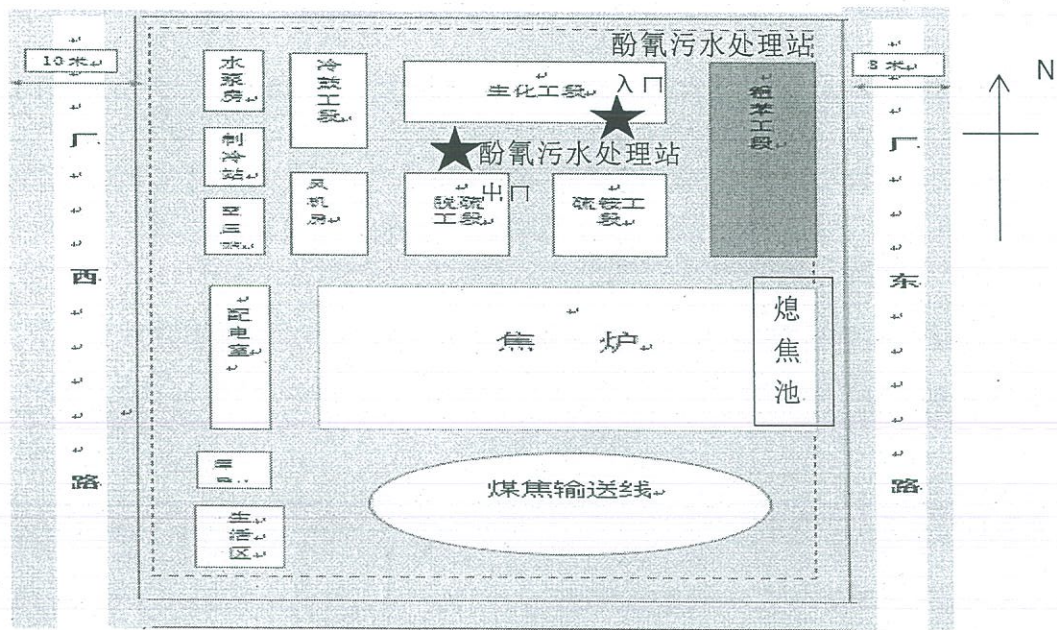 酚氰污水处理站
入口
10 米
8 米
N
水泵房
冷鼓工段
生化工段
粗苯工段
制冷站
酚氰污水处理站
出口
风机房
脱硫工段
硫铵工段
厂西路
厂东路
配电室
焦 炉
熄焦池
煤焦输送线
生活区